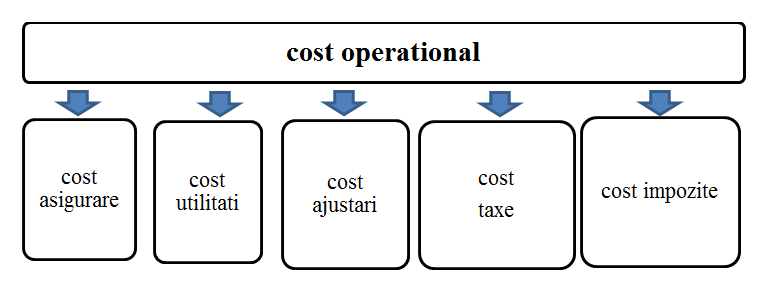 cost operational
cost
asigurare
cost
utilitati
cost
ajustari
cost
taxe
cost impozite